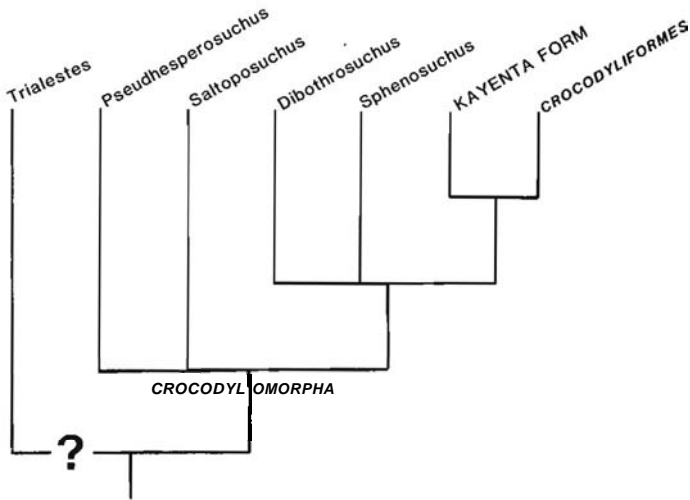 Trialestes
Pseudhesperosuchus
Saltoposuchus
Dibothrosuchus
Sphenosuchus
KAYENTA FORM
CROCODYLIFORMES
CROCODYLOMORPHA
?